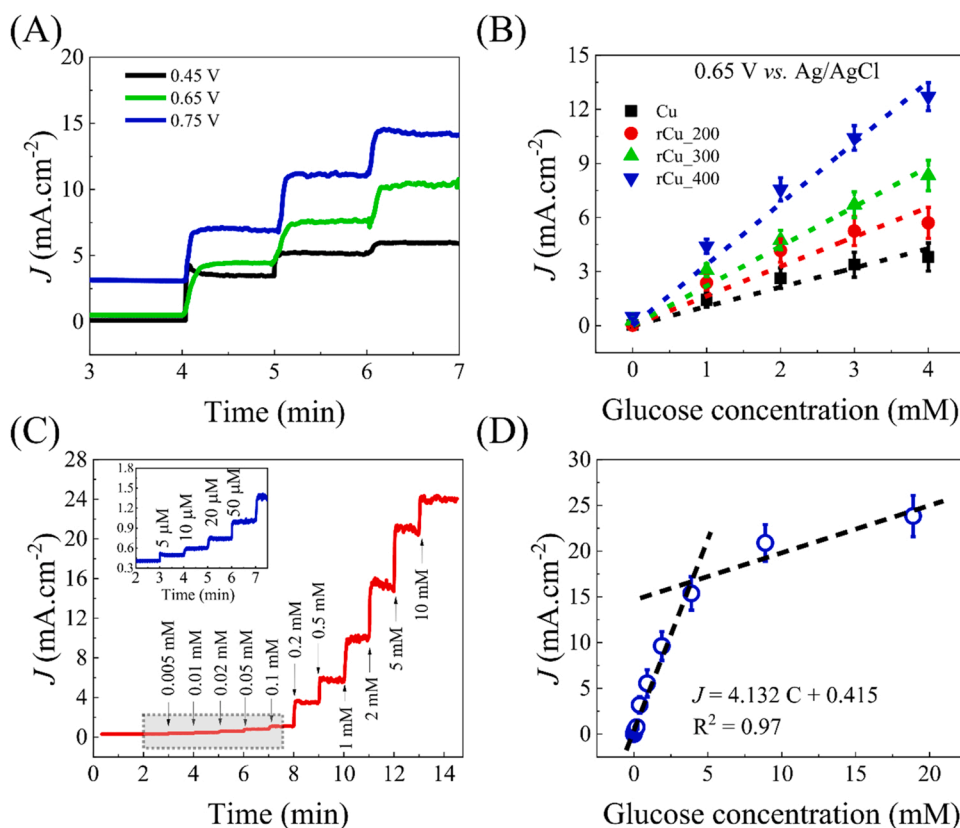 (A)
20
15
10
5
0
J (mA.cm⁻²)
0.45 V
0.65 V
0.75 V
3 4 5 6 7
Time (min)
(B)
15
12
9
6
3
0
J (mA.cm⁻²)
0.65 V vs. Ag/AgCl
Cu
rCu_200
rCu_300
rCu_400
0 1 2 3 4
Glucose concentration (mM)
(C)
28
24
20
16
12
8
4
0
J (mA.cm⁻²)
1.8
1.5
1.2
0.9
0.6
0.3
5 µM
10 µM
20 µM
50 µM
2 3 4 5 6 7
Time (min)
0.005 mM
0.01 mM
0.02 mM
0.05 mM
0.1 mM
0.2 mM
0.5 mM
1 mM
2 mM
5 mM
10 mM
0 2 4 6 8 10 12 14
Time (min)
(D)
30
25
20
15
10
5
0
J (mA.cm⁻²)
J = 4.132 C + 0.415
R² = 0.97
0 5 10 15 20
Glucose concentration (mM)